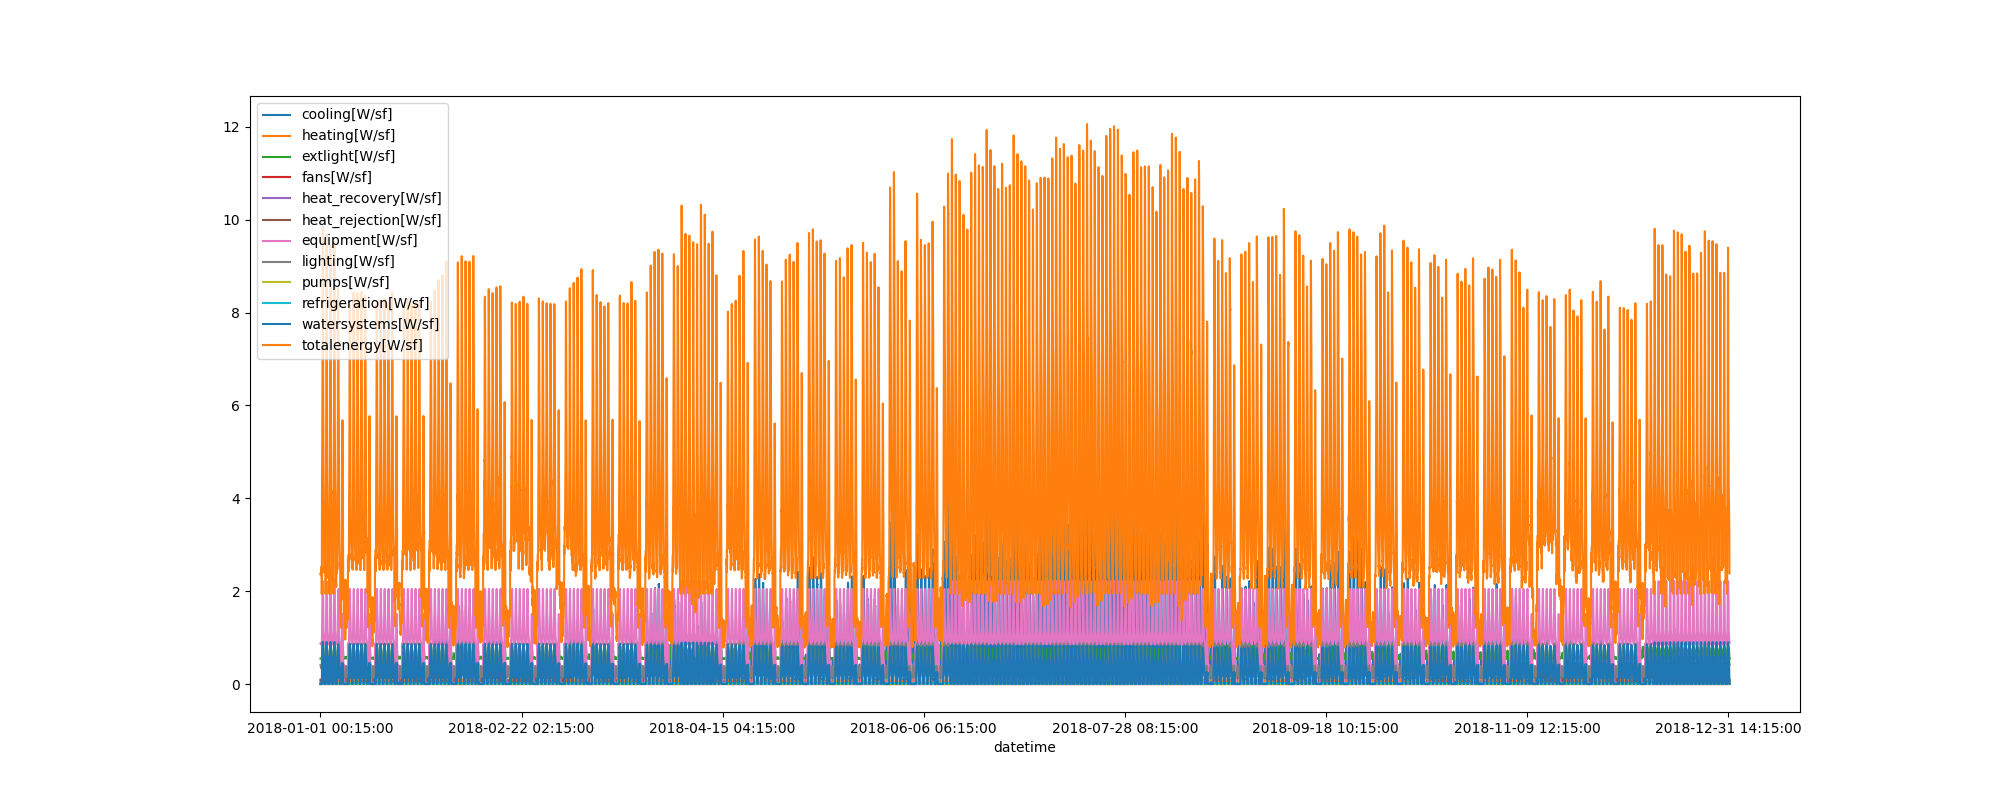 cooling[W/sf]
heating[W/sf]
extlight[W/sf]
fans[W/sf]
heat_recovery[W/sf]
heat_rejection[W/sf]
equipment[W/sf]
lighting[W/sf]
pumps[W/sf]
refrigeration[W/sf]
watersystems[W/sf]
totalenergy[W/sf]
12
10
8
6
4
2
0
2018-01-01 00:15:00 2018-02-22 02:15:00 2018-04-15 04:15:00 2018-06-06 06:15:00 2018-07-28 08:15:00 2018-09-18 10:15:00 2018-11-09 12:15:00 2018-12-31 14:15:00
datetime